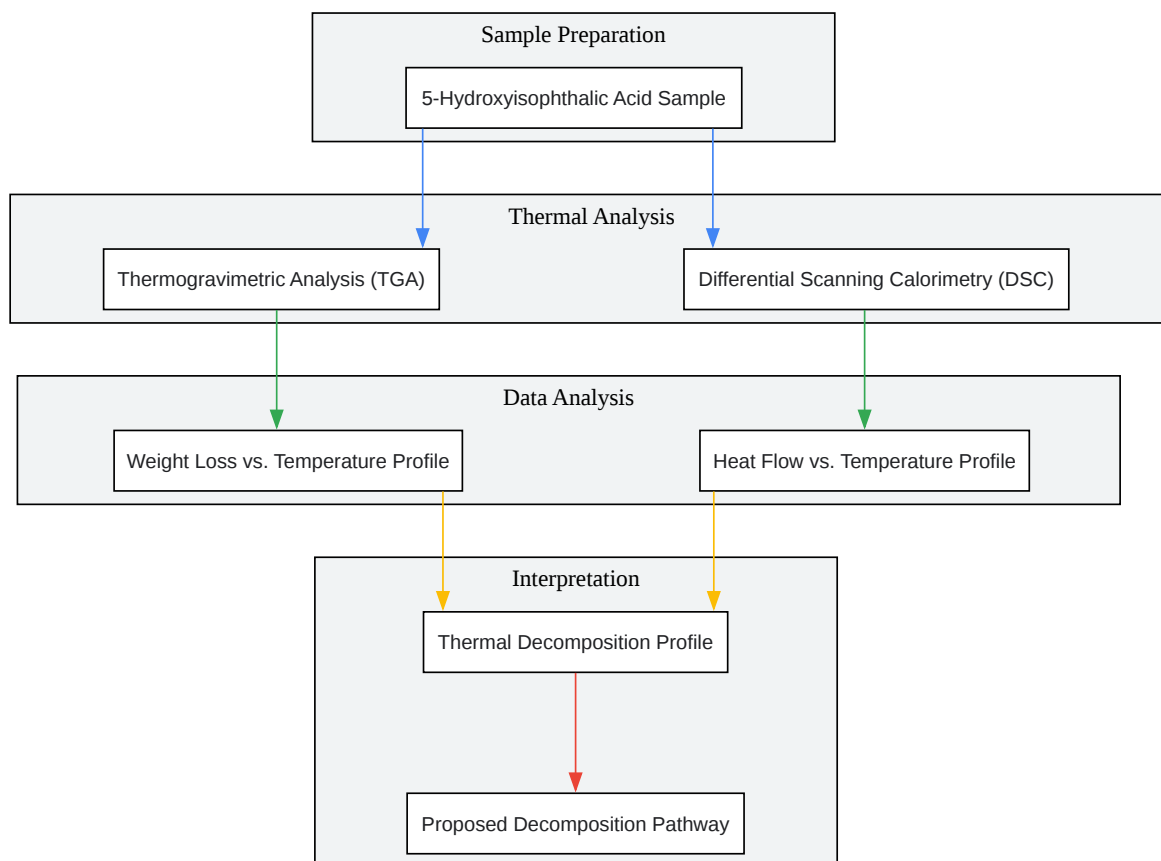 Sample Preparation
5-Hydroxyisophthalic Acid Sample
Thermal Analysis
Thermogravimetric Analysis (TGA)
Differential Scanning Calorimetry (DSC)
Data Analysis
Weight Loss vs. Temperature Profile
Heat Flow vs. Temperature Profile
Interpretation
Thermal Decomposition Profile
Proposed Decomposition Pathway